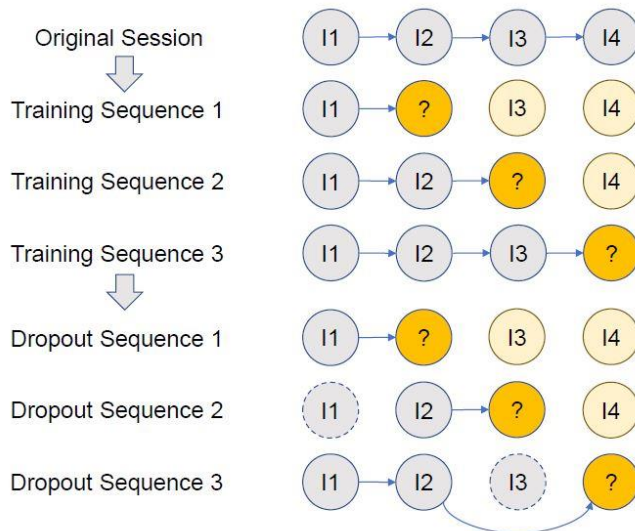 Original Session I1 I2 I3 I4
Training Sequence 1 I1 ? I3 I4
Training Sequence 2 I1 I2 ? I4
Training Sequence 3 I1 I2 I3 ?
Dropout Sequence 1 I1 ? I3 I4
Dropout Sequence 2 I1 I2 ? I4
Dropout Sequence 3 I1 I2 I3 ?